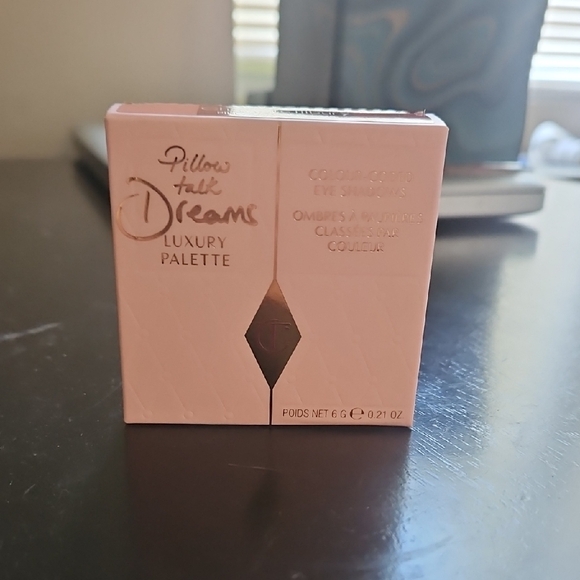 Pillow
talk
Dreams
LUXURY
PALETTE
COLOUR-CODED
EYE SHADOWS
OMBRES À PAUPIÈRES
CLASSÉES PAR
COULEUR
POIDS NET 6 G ℮ 0.21 OZ.